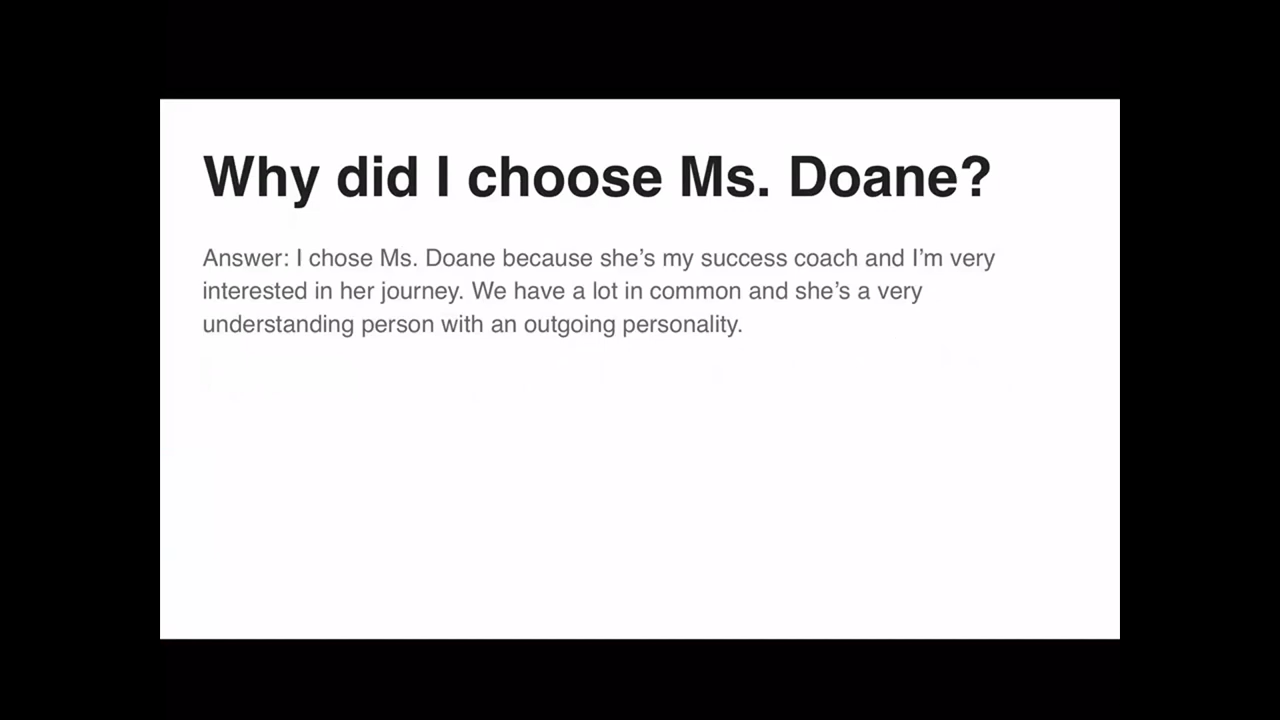 Why did I choose Ms. Doane?
Answer: I chose Ms. Doane because she’s my success coach and I’m very
interested in her journey. We have a lot in common and she’s a very
understanding person with an outgoing personality.